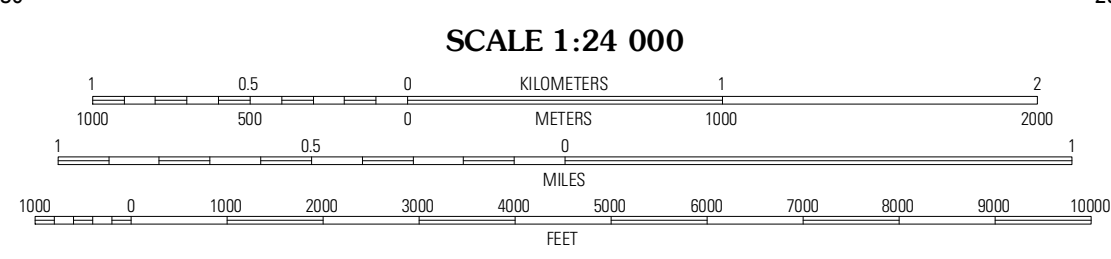 SCALE 1:24 000
1 0.5 0 KILOMETERS 1 2
1000 500 0 METERS 1000 2000
1 0.5 0 1
MILES
1000 0 1000 2000 3000 4000 5000 6000 7000 8000 9000 10000
FEET